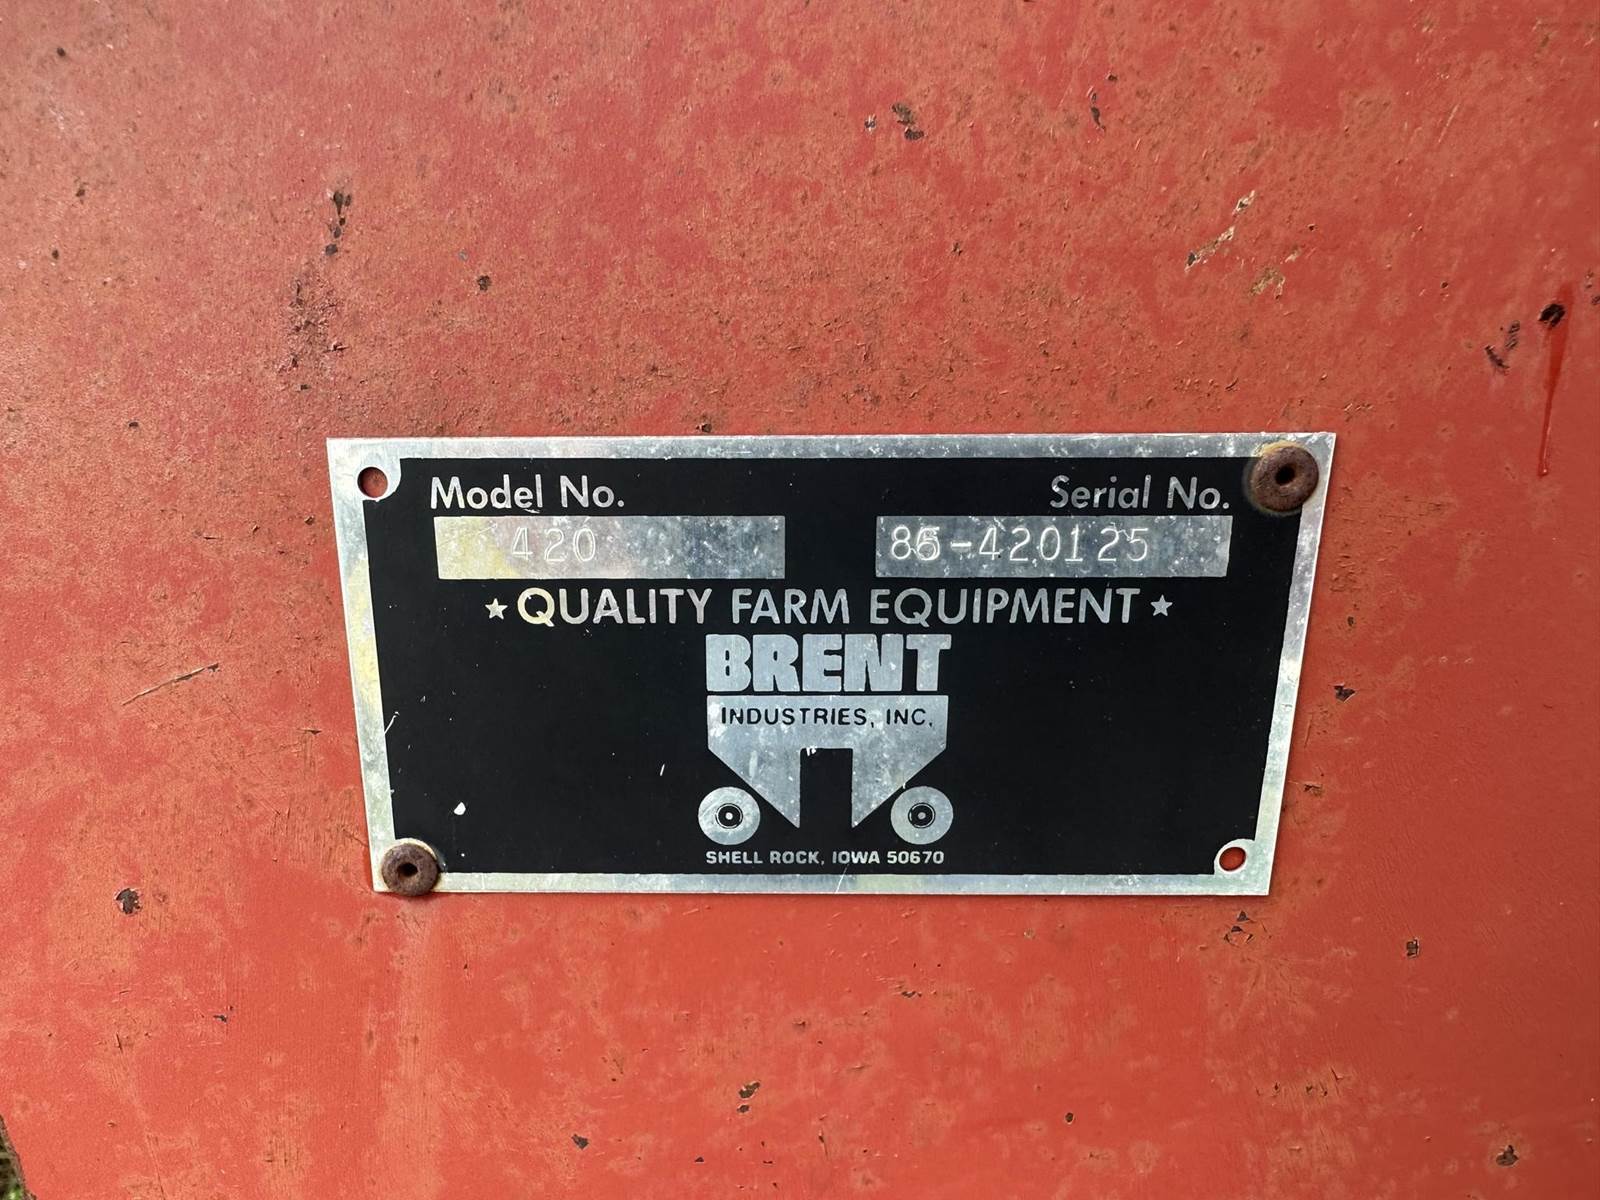 Model No. Serial No.
420 86-420125
★ QUALITY FARM EQUIPMENT ★
BRENT
INDUSTRIES, INC.
SHELL ROCK, IOWA 50670